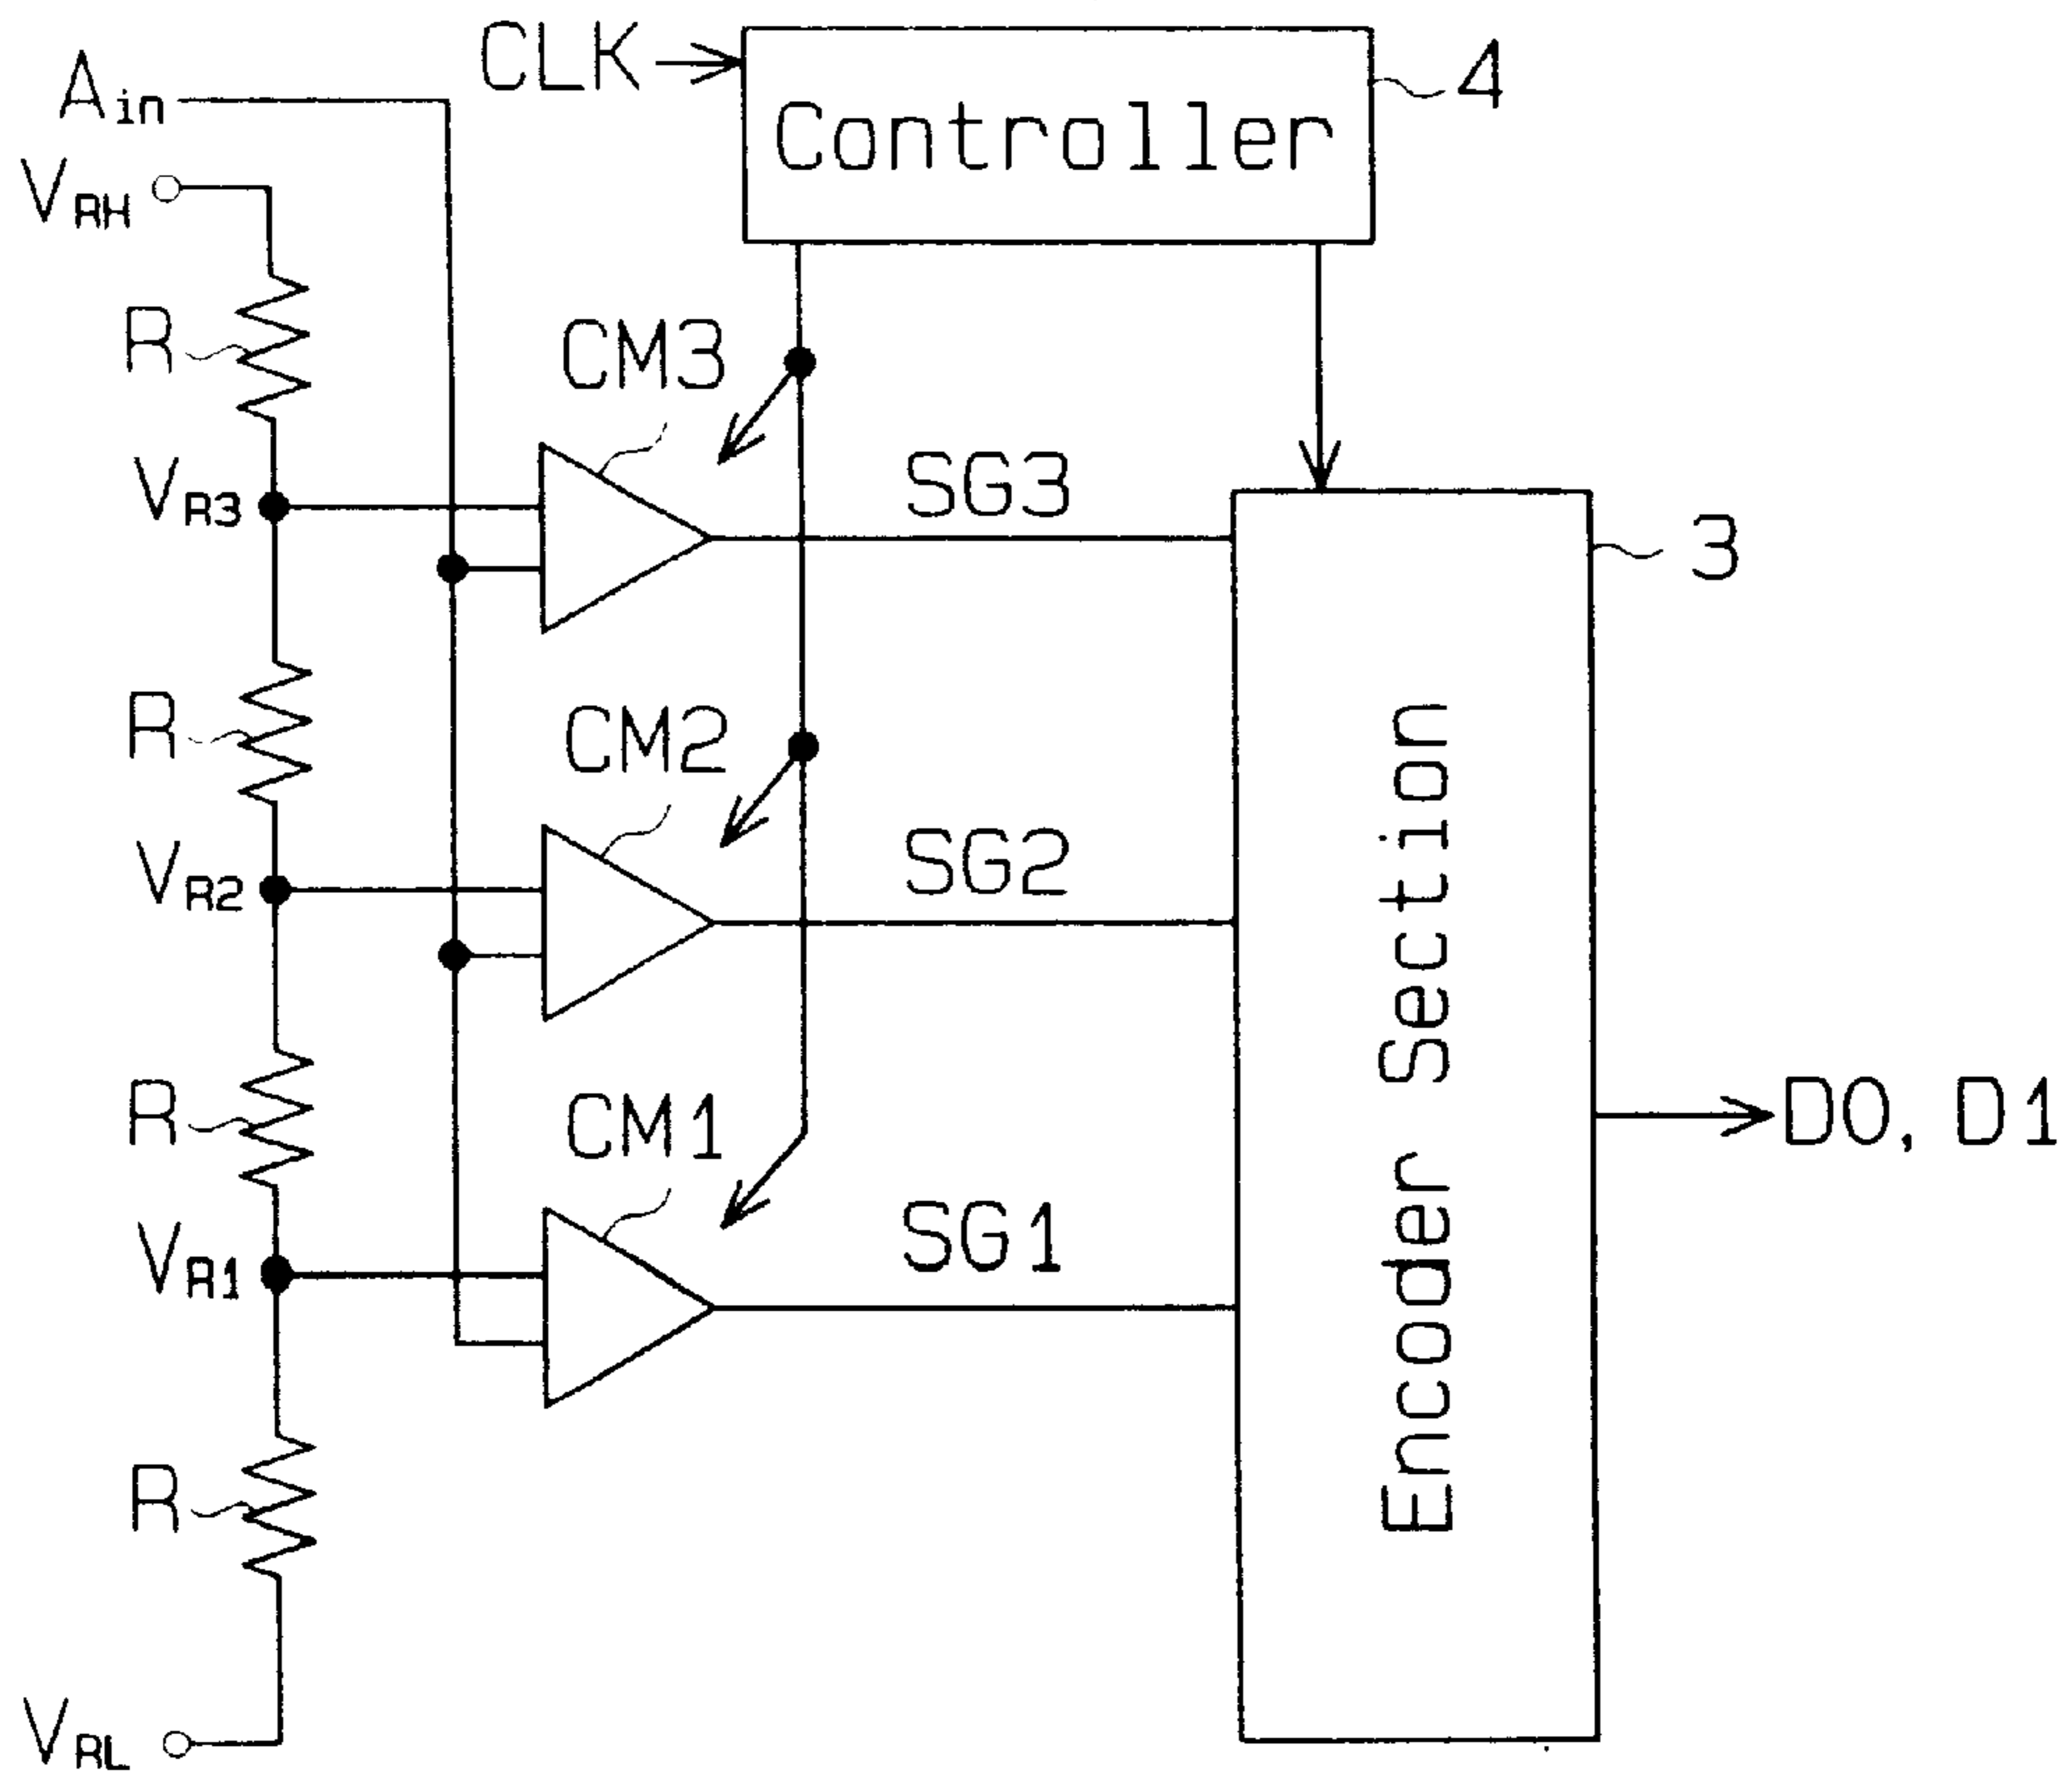 CLK
Controller
4
Ain
VRH
R
CM3
VR3
SG3
3
R
CM2
VR2
SG2
Encoder Section
R
CM1
D0, D1
VR1
SG1
R
VRL